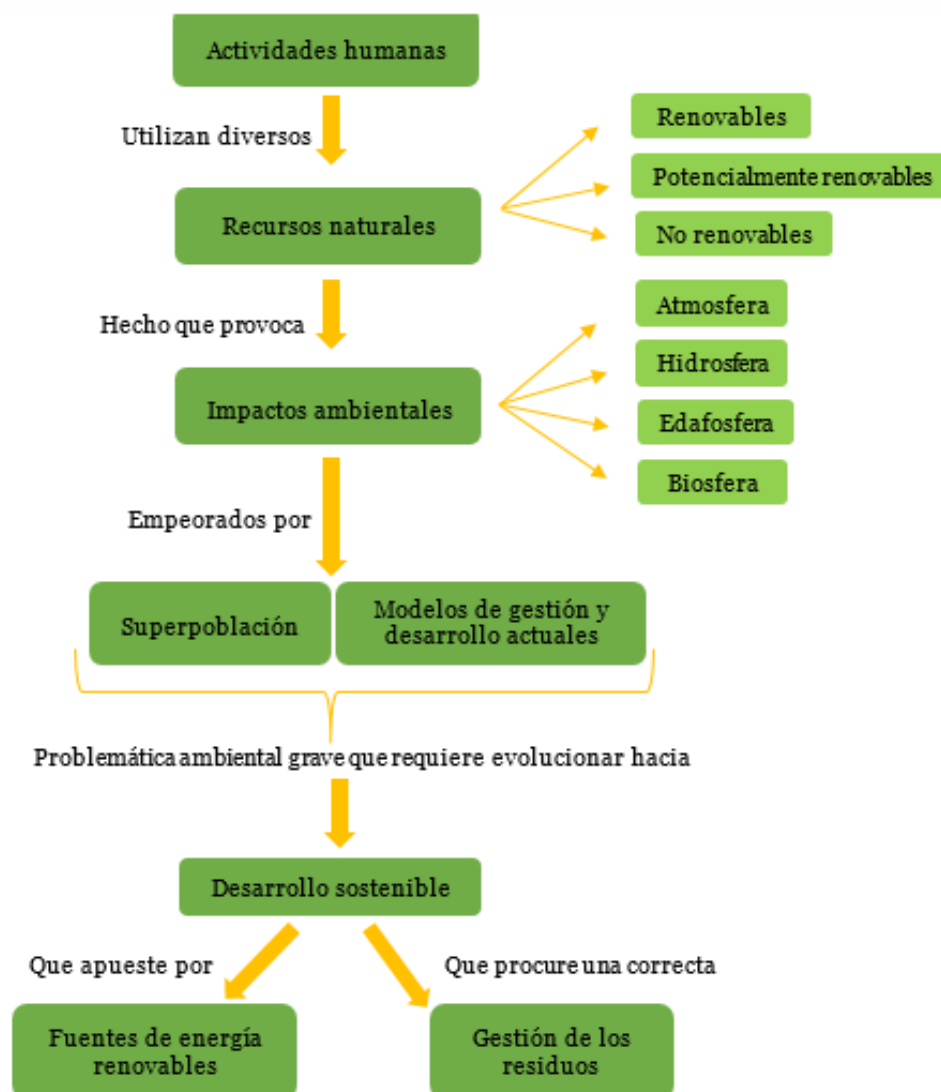 Actividades humanas
Utilizan diversos
Renovables
Potencialmente renovables
Recursos naturales
No renovables
Hecho que provoca
Atmosfera
Hidrosfera
Impactos ambientales
Edafosfera
Biosfera
Empeorados por
Superpoblación
Modelos de gestión y
desarrollo actuales
Problemática ambiental grave que requiere evolucionar hacia
Desarrollo sostenible
Que apueste por
Que procure una correcta
Fuentes de energía
renovables
Gestión de los
residuos